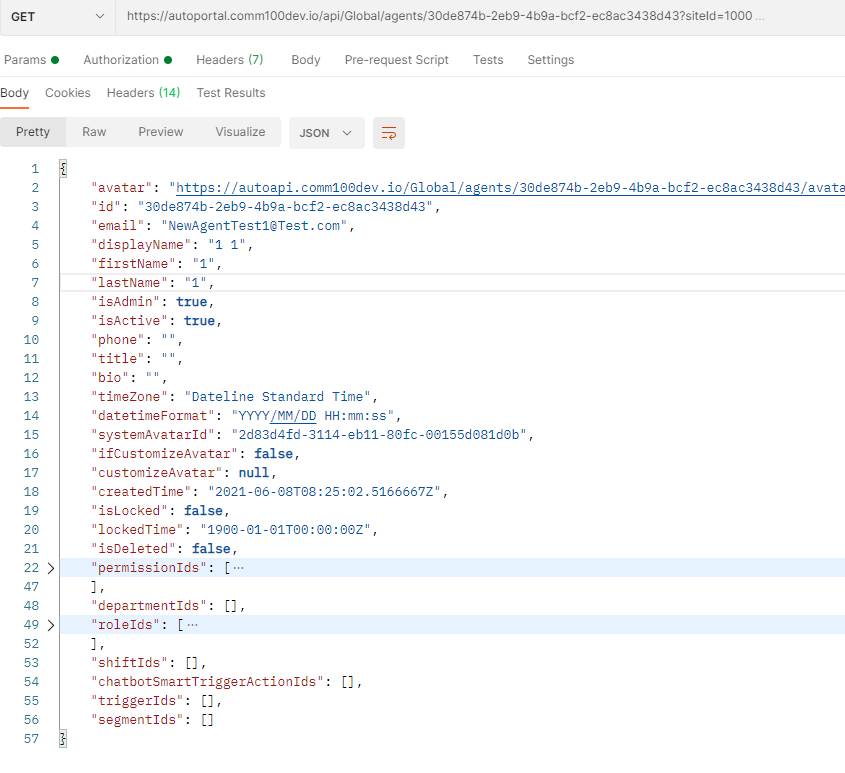 GET https://autoportal.comm100dev.io/api/Global/agents/30de874b-2eb9-4b9a-bcf2-ec8ac3438d43?siteId=1000 ...
Params Authorization Headers (7) Body Pre-request Script Tests Settings
Body Cookies Headers (14) Test Results
Pretty Raw Preview Visualize JSON
1 {
2 "avatar": "https://autoapi.comm100dev.io/Global/agents/30de874b-2eb9-4b9a-bcf2-ec8ac3438d43/avata
3 "id": "30de874b-2eb9-4b9a-bcf2-ec8ac3438d43",
4 "email": "NewAgentTest1@Test.com",
5 "displayName": "1 1",
6 "firstName": "1",
7 "lastName": "1",
8 "isAdmin": true,
9 "isActive": true,
10 "phone": "",
11 "title": "",
12 "bio": "",
13 "timeZone": "Dateline Standard Time",
14 "datetimeFormat": "YYYY/MM/DD HH:mm:ss",
15 "systemAvatarId": "2d83d4fd-3114-eb11-80fc-00155d081d0b",
16 "ifCustomizeAvatar": false,
17 "customizeAvatar": null,
18 "createdTime": "2021-06-08T08:25:02.5166667Z",
19 "isLocked": false,
20 "lockedTime": "1900-01-01T00:00:00Z",
21 "isDeleted": false,
22 "permissionIds": [···
47 ],
48 "departmentIds": [],
49 "roleIds": [···
52 ],
53 "shiftIds": [],
54 "chatbotSmartTriggerActionIds": [],
55 "triggerIds": [],
56 "segmentIds": []
57 }